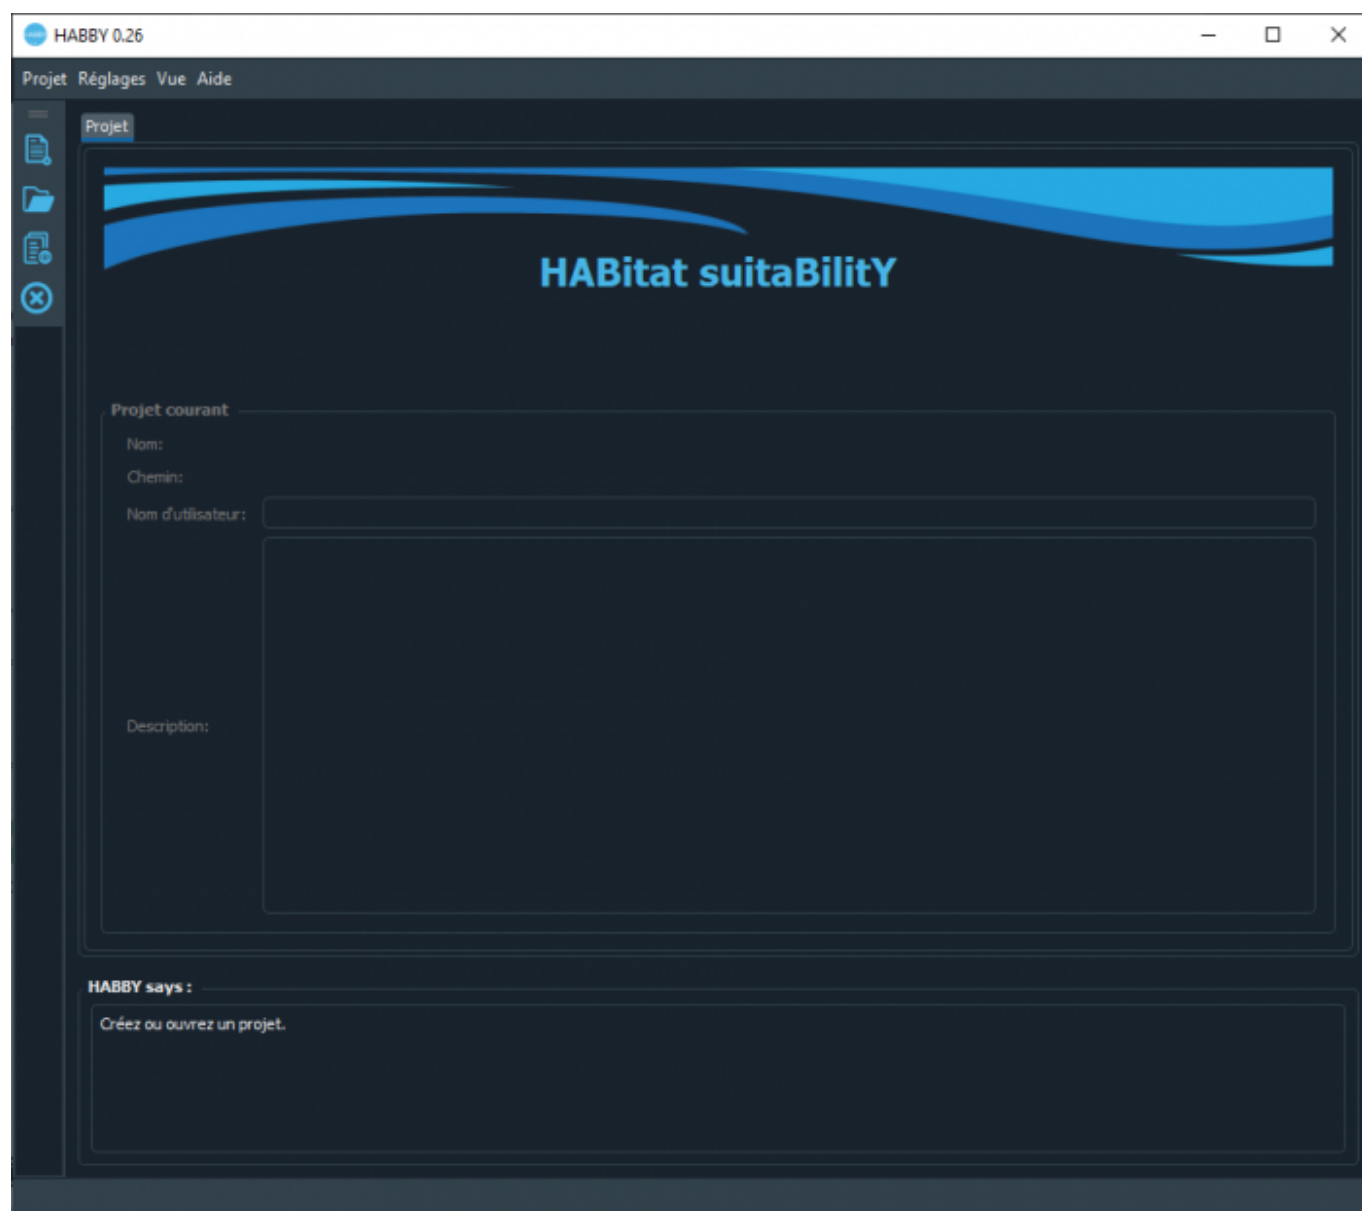 HABBY 0.26
Projet Réglages Vue Aide
Projet
HABitat suitaBilitY
Projet courant
Nom:
Chemin:
Nom d'utilisateur:
Description:
HABBY says :
Créez ou ouvrez un projet.